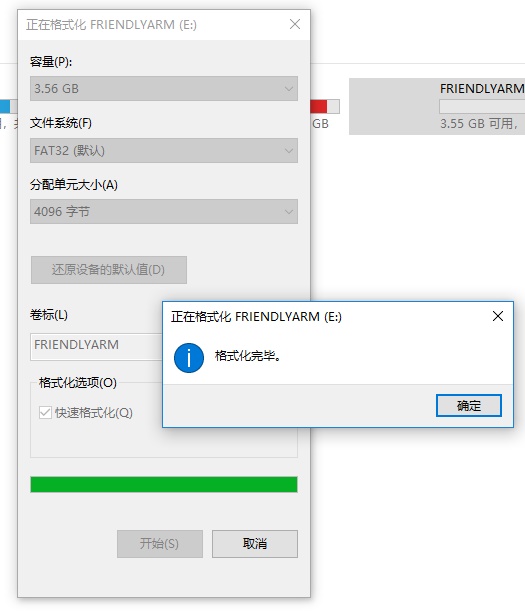 正在格式化 FRIENDLYARM (E:)
容量(P):
3.56 GB
文件系统(F)
FAT32 (默认)
分配单元大小(A)
4096 字节
还原设备的默认值(D)
卷标(L)
FRIENDLYARM
格式化选项(O)
快速格式化(Q)
开始(S)
取消
正在格式化 FRIENDLYARM (E:)
格式化完毕。
确定
GB
FRIENDLYARM
3.55 GB 可用，